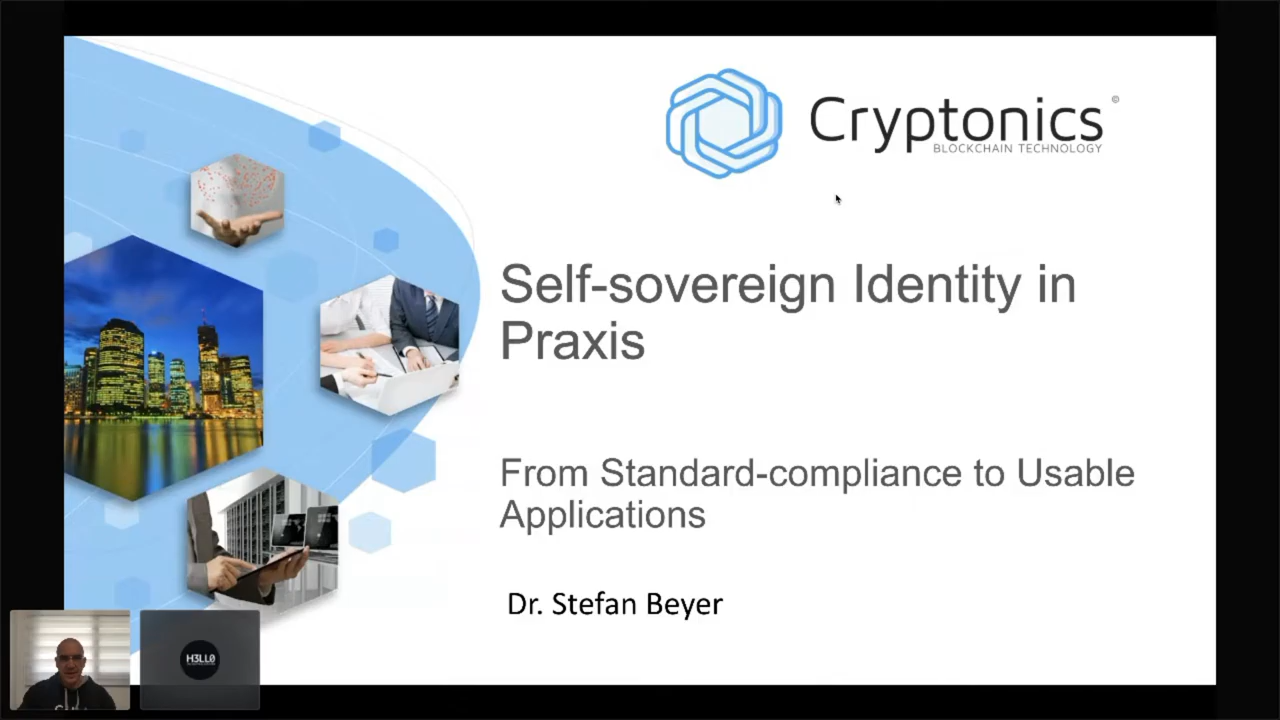 Cryptonics
©
BLOCKCHAIN TECHNOLOGY
Self-sovereign Identity in
Praxis
From Standard-compliance to Usable
Applications
Dr. Stefan Beyer
H3LL0